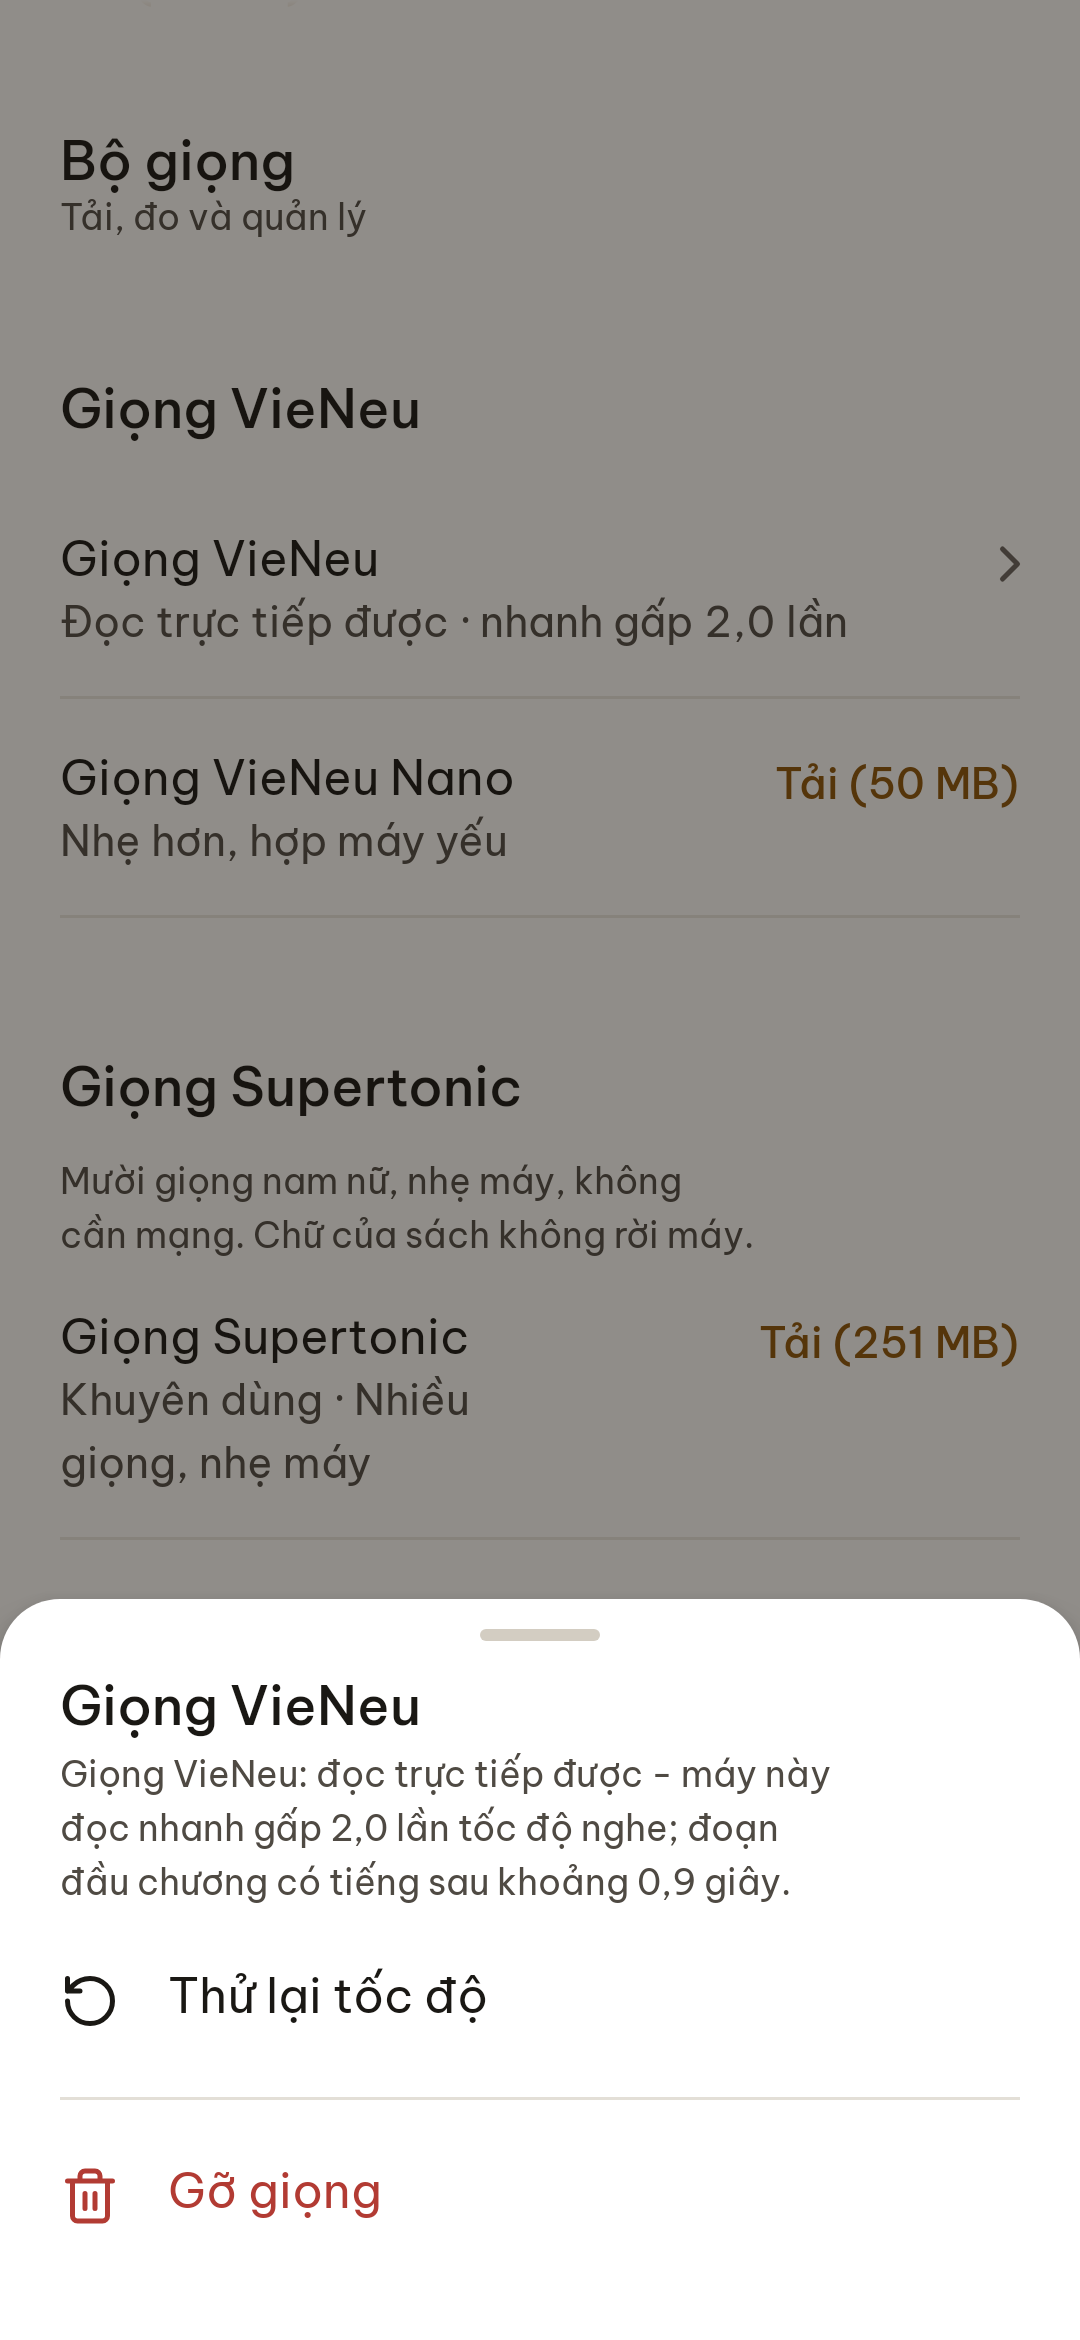 Bộ giọng
Tải, đo và quản lý
Giọng VieNeu
Giọng VieNeu
Đọc trực tiếp được · nhanh gấp 2,0 lần
Giọng VieNeu Nano
Tải (50 MB)
Nhẹ hơn, hợp máy yếu
Giọng Supertonic
Mười giọng nam nữ, nhẹ máy, không
cần mạng. Chữ của sách không rời máy.
Giọng Supertonic
Tải (251 MB)
Khuyên dùng · Nhiều
giọng, nhẹ máy
Giọng VieNeu
Giọng VieNeu: đọc trực tiếp được - máy này
đọc nhanh gấp 2,0 lần tốc độ nghe; đoạn
đầu chương có tiếng sau khoảng 0,9 giây.
Thử lại tốc độ
Gỡ giọng